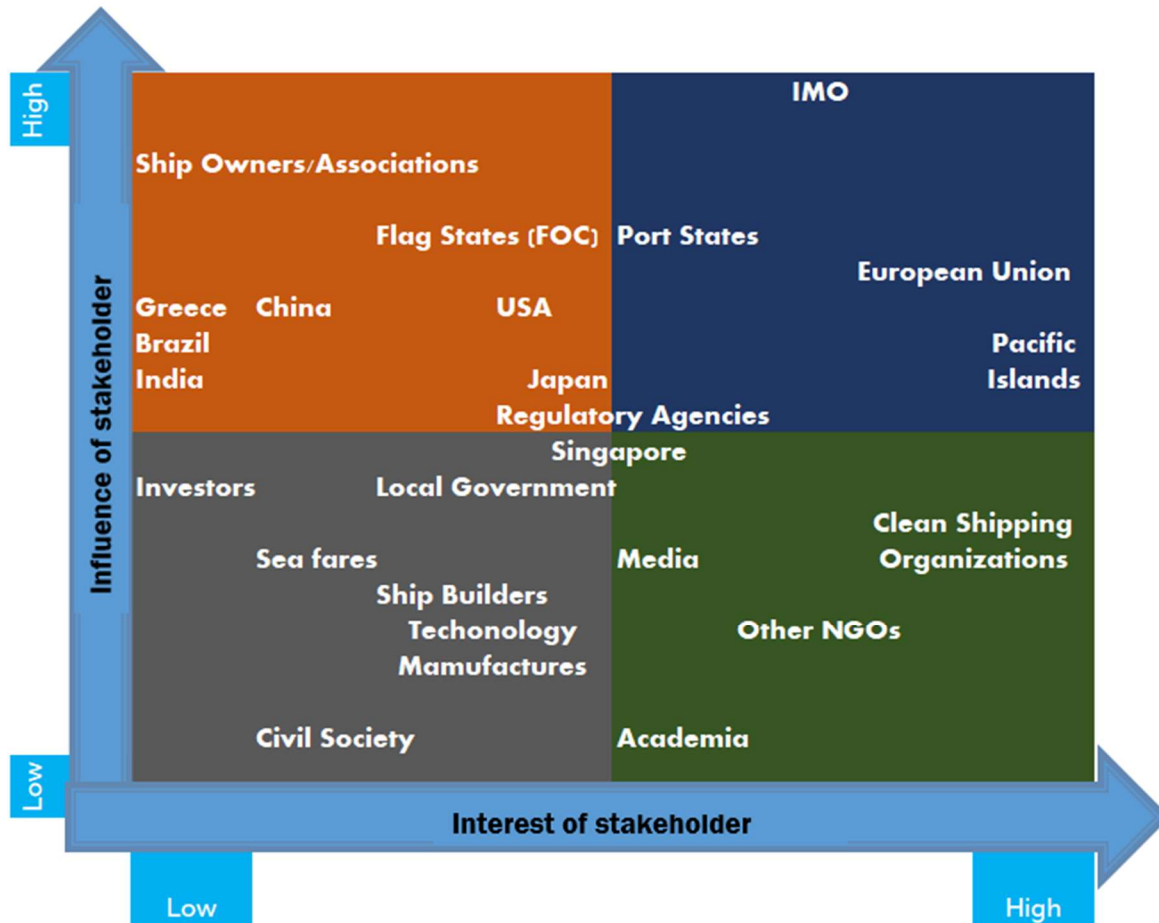 High
IMO
Ship Owners/Associations
Flag States (FOC) Port States
European Union
Greece China USA
Brazil Pacific
India Japan Islands
Regulatory Agencies
Singapore
Investors Local Government
Clean Shipping
Sea fares Media Organizations
Ship Builders
Techonology Other NGOs
Mamufactures
Civil Society Academia
Influence of stakeholder
Low
Interest of stakeholder
Low High